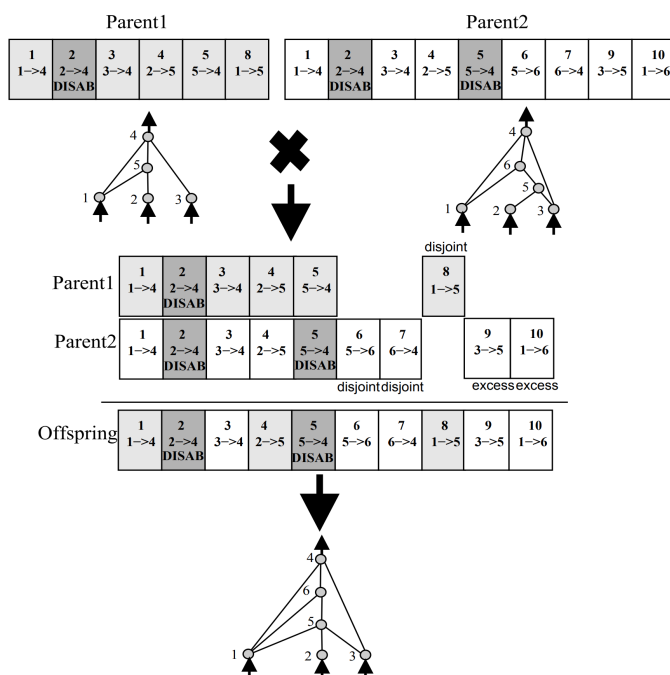 Parent1 Parent2
1 2 3 4 5 8
1−>4 2−>4 3−>4 2−>5 5−>4 1−>5
DISAB
1 2 3 4 5 6 7 9 10
1−>4 2−>4 3−>4 2−>5 5−>4 5−>6 6−>4 3−>5 1−>6
DISAB DISAB
4
5
1 2 3
4
6
5
1 2 3
disjoint
Parent1
1 2 3 4 5 8
1−>4 2−>4 3−>4 2−>5 5−>4 1−>5
DISAB
Parent2
1 2 3 4 5 6 7 9 10
1−>4 2−>4 3−>4 2−>5 5−>4 5−>6 6−>4 3−>5 1−>6
DISAB DISAB
disjoint disjoint excess excess
Offspring
1 2 3 4 5 6 7 8 9 10
1−>4 2−>4 3−>4 2−>5 5−>4 5−>6 6−>4 1−>5 3−>5 1−>6
DISAB DISAB
4
6
5
1 2 3